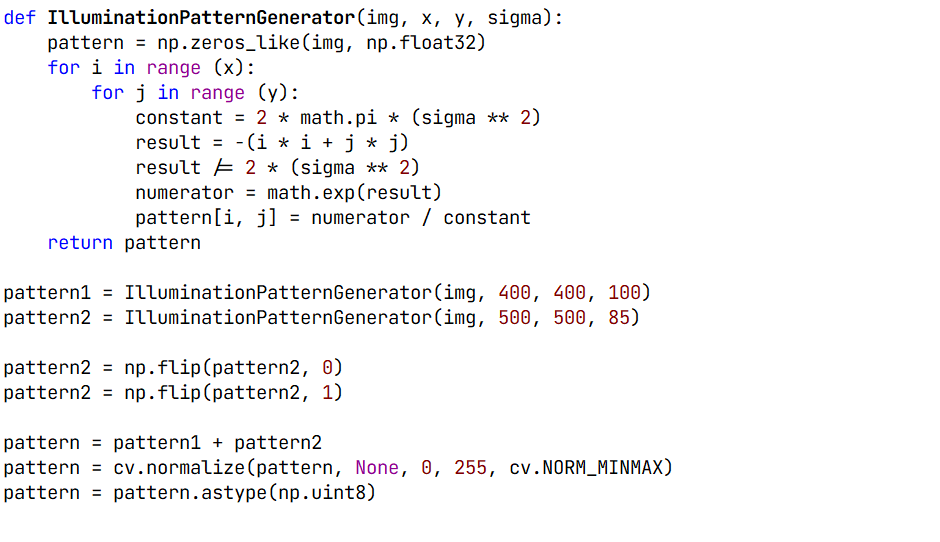 def IlluminationPatternGenerator(img, x, y, sigma):
    pattern = np.zeros_like(img, np.float32)
    for i in range (x):
        for j in range (y):
            constant = 2 * math.pi * (sigma ** 2)
            result = -(i * i + j * j)
            result /= 2 * (sigma ** 2)
            numerator = math.exp(result)
            pattern[i, j] = numerator / constant
    return pattern

pattern1 = IlluminationPatternGenerator(img, 400, 400, 100)
pattern2 = IlluminationPatternGenerator(img, 500, 500, 85)

pattern2 = np.flip(pattern2, 0)
pattern2 = np.flip(pattern2, 1)

pattern = pattern1 + pattern2
pattern = cv.normalize(pattern, None, 0, 255, cv.NORM_MINMAX)
pattern = pattern.astype(np.uint8)